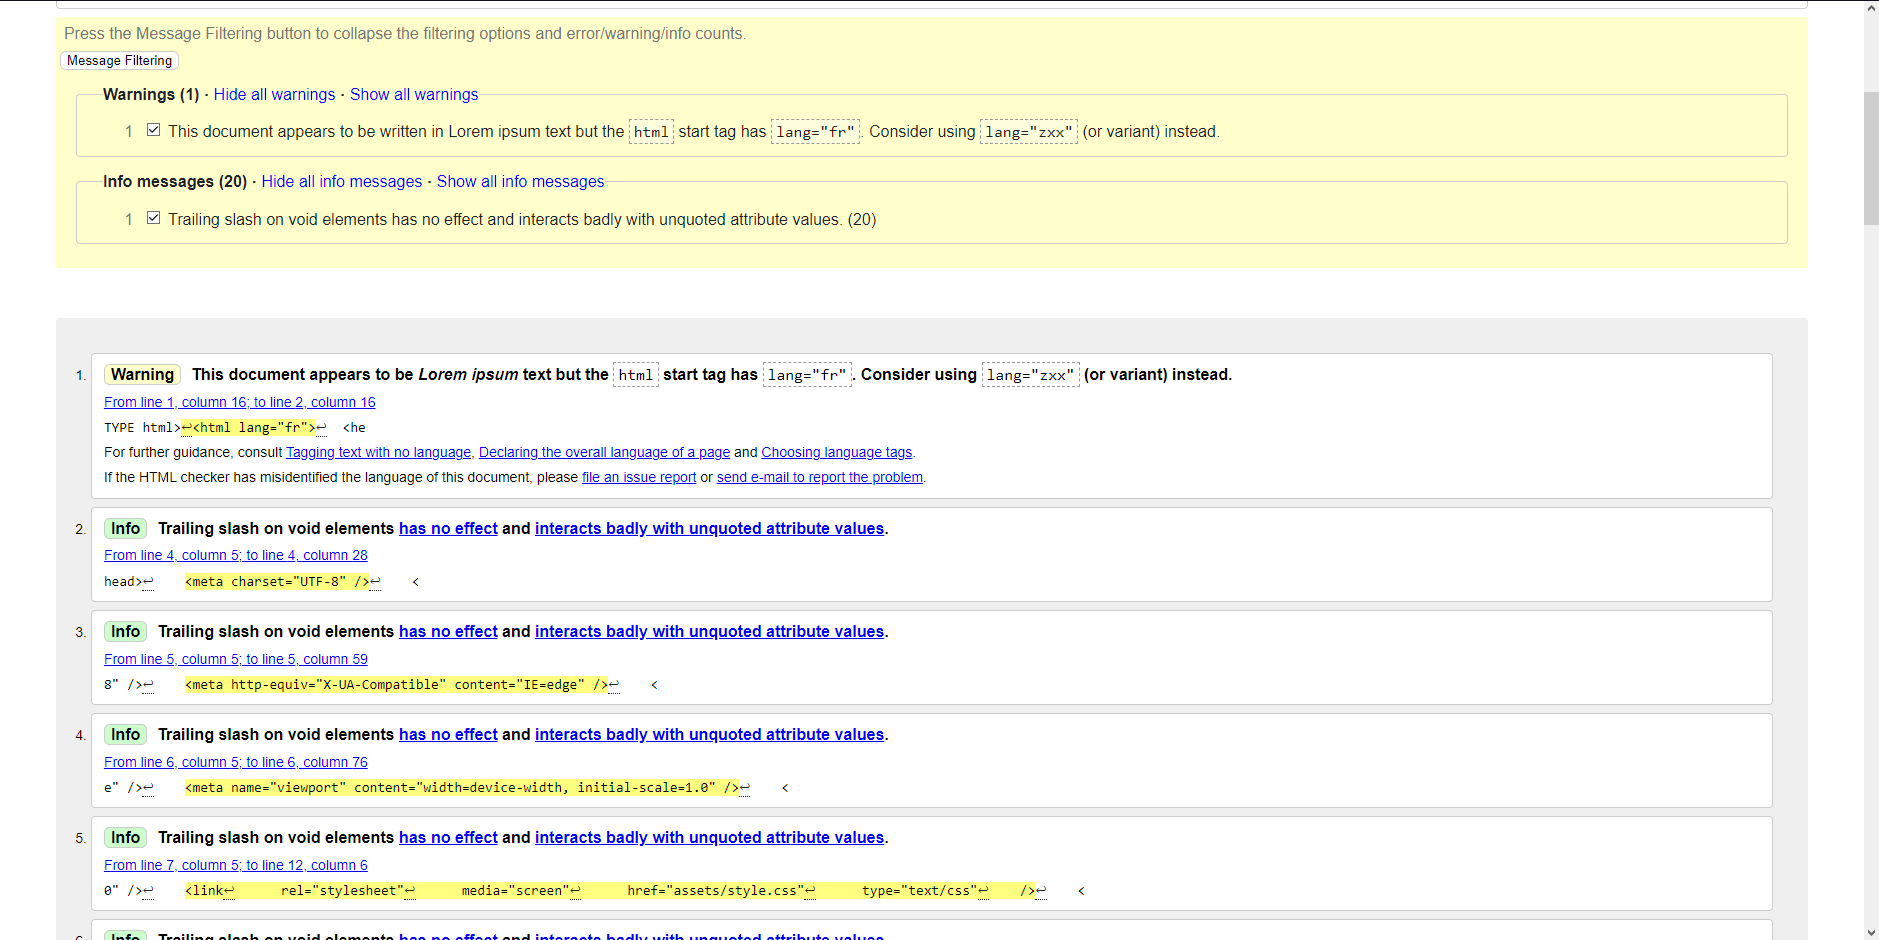 Press the Message Filtering button to collapse the filtering options and error/warning/info counts.
Message Filtering
Warnings (1) · Hide all warnings · Show all warnings
1 This document appears to be written in Lorem ipsum text but the html start tag has lang="fr". Consider using lang="zxx" (or variant) instead.
Info messages (20) · Hide all info messages · Show all info messages
1 Trailing slash on void elements has no effect and interacts badly with unquoted attribute values. (20)
1. Warning This document appears to be Lorem ipsum text but the html start tag has lang="fr". Consider using lang="zxx" (or variant) instead.
From line 1, column 16; to line 2, column 16
TYPE html>↩<html lang="fr">↩ <he
For further guidance, consult Tagging text with no language, Declaring the overall language of a page and Choosing language tags.
If the HTML checker has misidentified the language of this document, please file an issue report or send e-mail to report the problem.
2. Info Trailing slash on void elements has no effect and interacts badly with unquoted attribute values.
From line 4, column 5; to line 4, column 28
head>↩ <meta charset="UTF-8" />↩ <
3. Info Trailing slash on void elements has no effect and interacts badly with unquoted attribute values.
From line 5, column 5; to line 5, column 59
8" />↩ <meta http-equiv="X-UA-Compatible" content="IE=edge" />↩ <
4. Info Trailing slash on void elements has no effect and interacts badly with unquoted attribute values.
From line 6, column 5; to line 6, column 76
e" />↩ <meta name="viewport" content="width=device-width, initial-scale=1.0" />↩ <
5. Info Trailing slash on void elements has no effect and interacts badly with unquoted attribute values.
From line 7, column 5; to line 12, column 6
0" />↩ <link↩ rel="stylesheet"↩ media="screen"↩ href="assets/style.css"↩ type="text/css"↩ />↩ <
6. Info Trailing slash on void elements has no effect and interacts badly with unquoted attribute values.